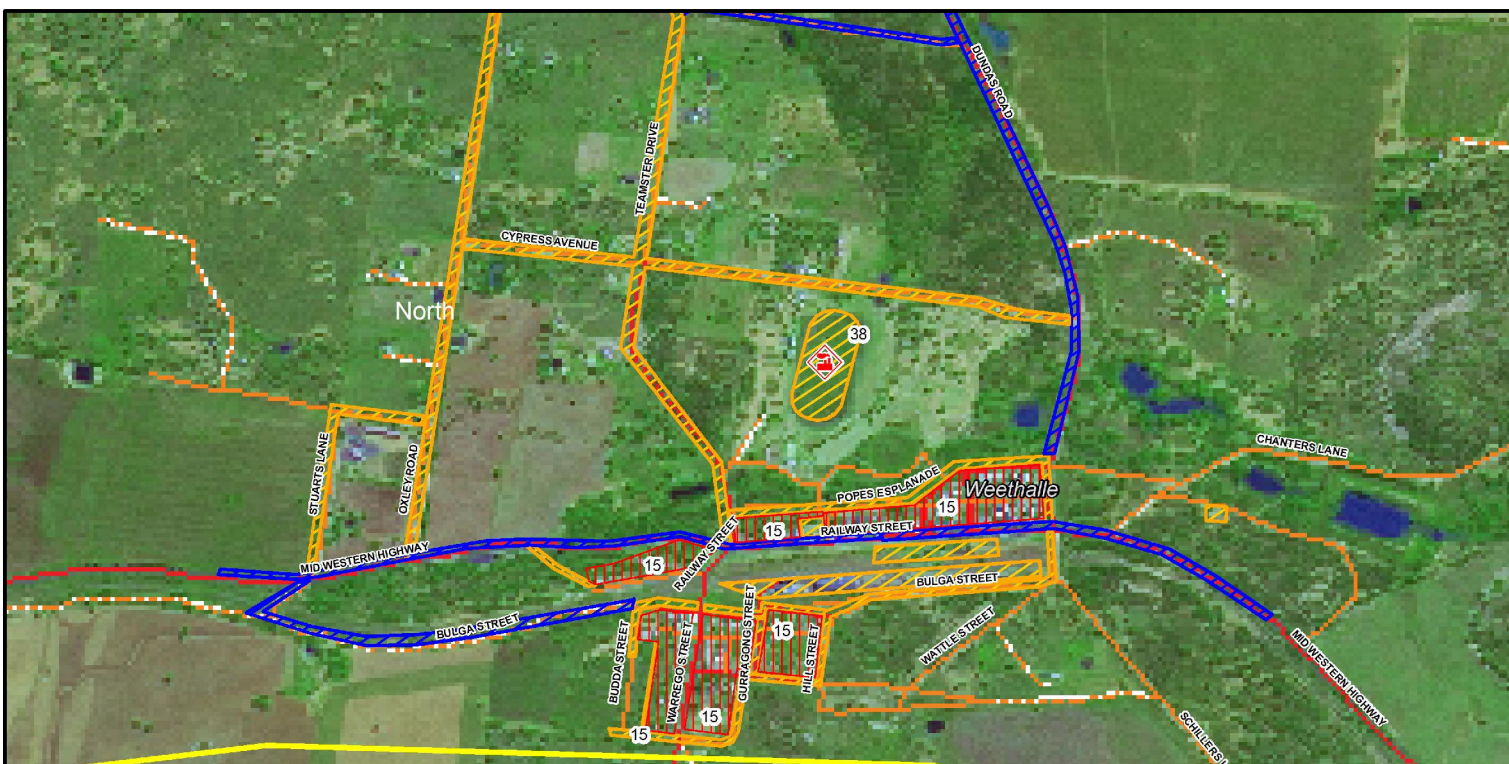 DUNDAS ROAD
TEAMSTER DRIVE
CYPRESS AVENUE
North
38
STUARTS LANE
OXLEY ROAD
CHANTERS LANE
POPES ESPLANADE
Weethalle
15
15
RAILWAY STREET
MID WESTERN HIGHWAY
RAILWAY STREET
15
BULGA STREET
BULGA STREET
BUDDA STREET
WARREGO STREET
GURRAGONG STREET
15
HILL STREET
WATTLE STREET
MID WESTERN HIGHWAY
15
15
SCHILLERS